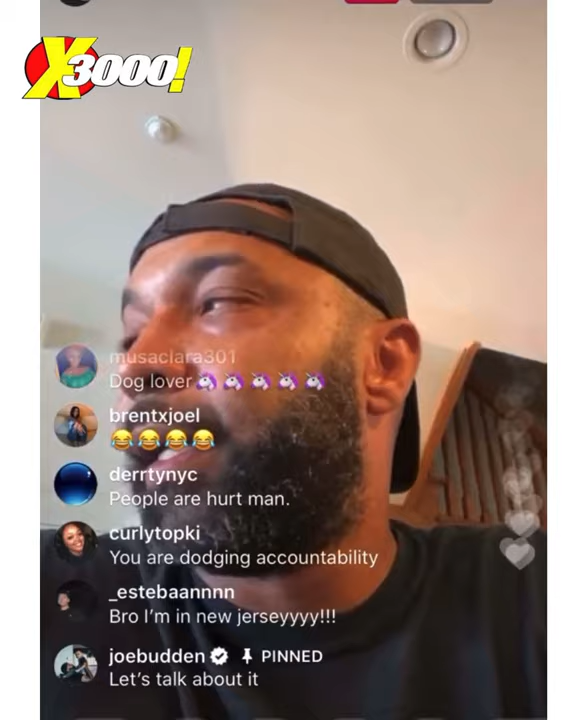 X3000!
musaclara301
Dog lover🦄🦄🦄🦄🦄
brentxjoel
😂😂😂😂
derrtynyc
People are hurt man.
curlytopki
You are dodging accountability
_estebaannnn
Bro I'm in new jerseyyyy!!!
joebudden PINNED
Let's talk about it